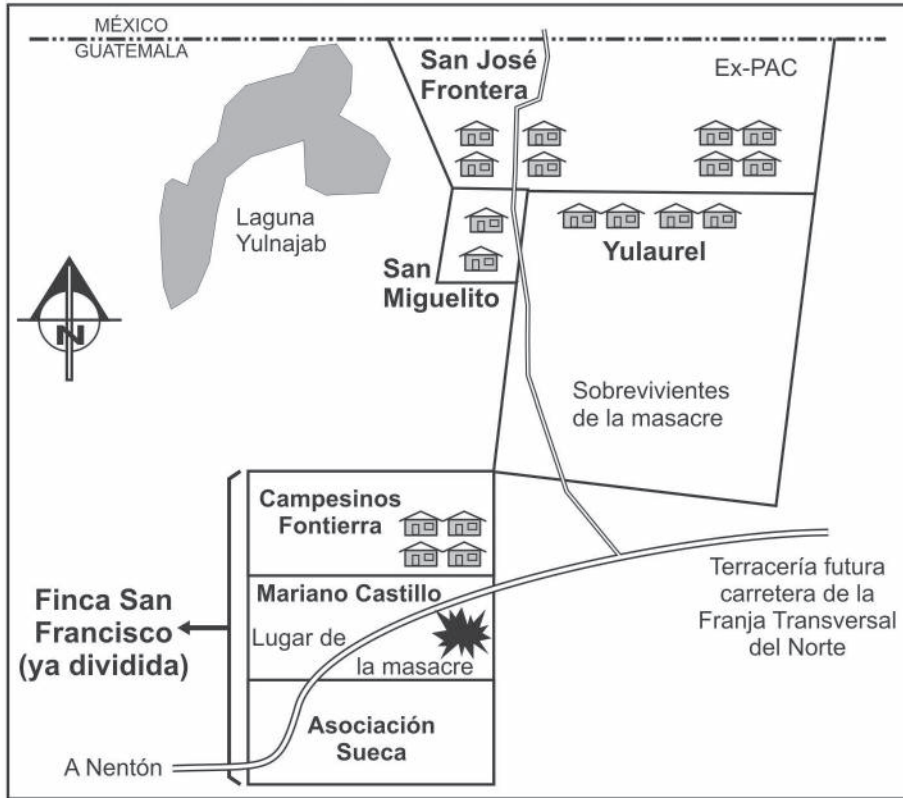 MÉXICO
GUATEMALA
San José
Frontera
Ex-PAC
Laguna
Yulnajab
San
Miguelito
Yulaurel
N
Sobrevivientes
de la masacre
Campesinos
Fontierra
Mariano Castillo
Lugar de
la masacre
Finca San
Francisco
(ya dividida)
Terracería futura
carretera de la
Franja Transversal
del Norte
Asociación
Sueca
A Nentón